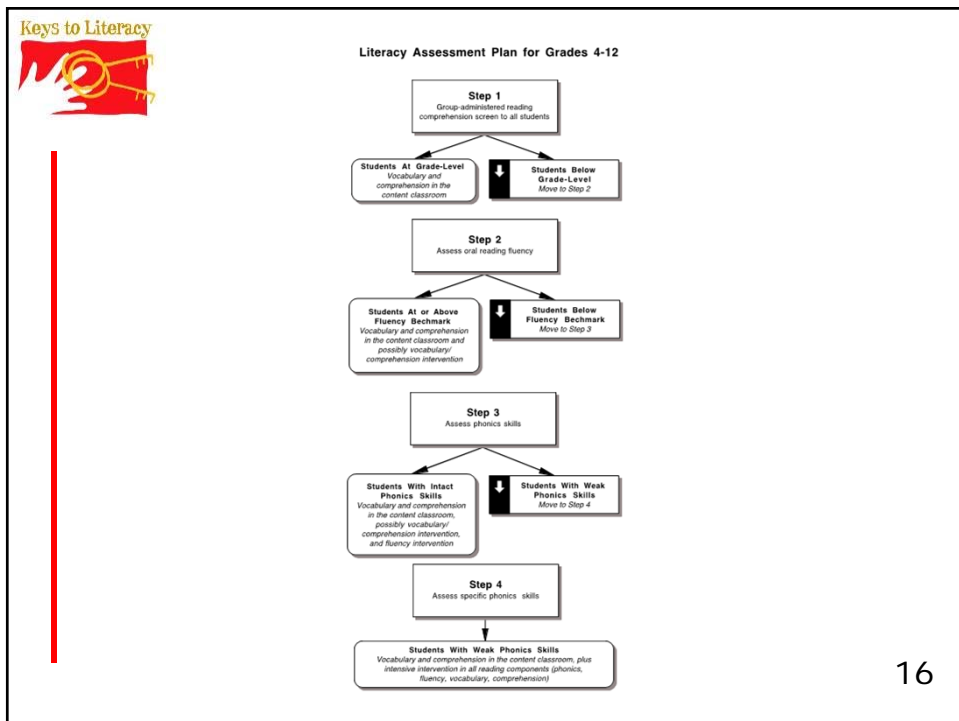 Keys to Literacy
Literacy Assessment Plan for Grades 4-12
Step 1
Group-administered reading
comprehension screen to all students
Students At Grade-Level
Vocabulary and
comprehension in the
content classroom
Students Below
Grade-Level
Move to Step 2
Step 2
Assess oral reading fluency
Students At or Above
Fluency Bechmark
Vocabulary and comprehension
in the content classroom and
possibly vocabulary/
comprehension intervention
Students Below
Fluency Bechmark
Move to Step 3
Step 3
Assess phonics skills
Students With Intact
Phonics Skills
Vocabulary and comprehension
in the content classroom,
possibly vocabulary/
comprehension intervention,
and fluency intervention
Students With Weak
Phonics Skills
Move to Step 4
Step 4
Assess specific phonics skills
Students With Weak Phonics Skills
Vocabulary and comprehension in the content classroom, plus
intensive intervention in all reading components (phonics,
fluency, vocabulary, comprehension)
16